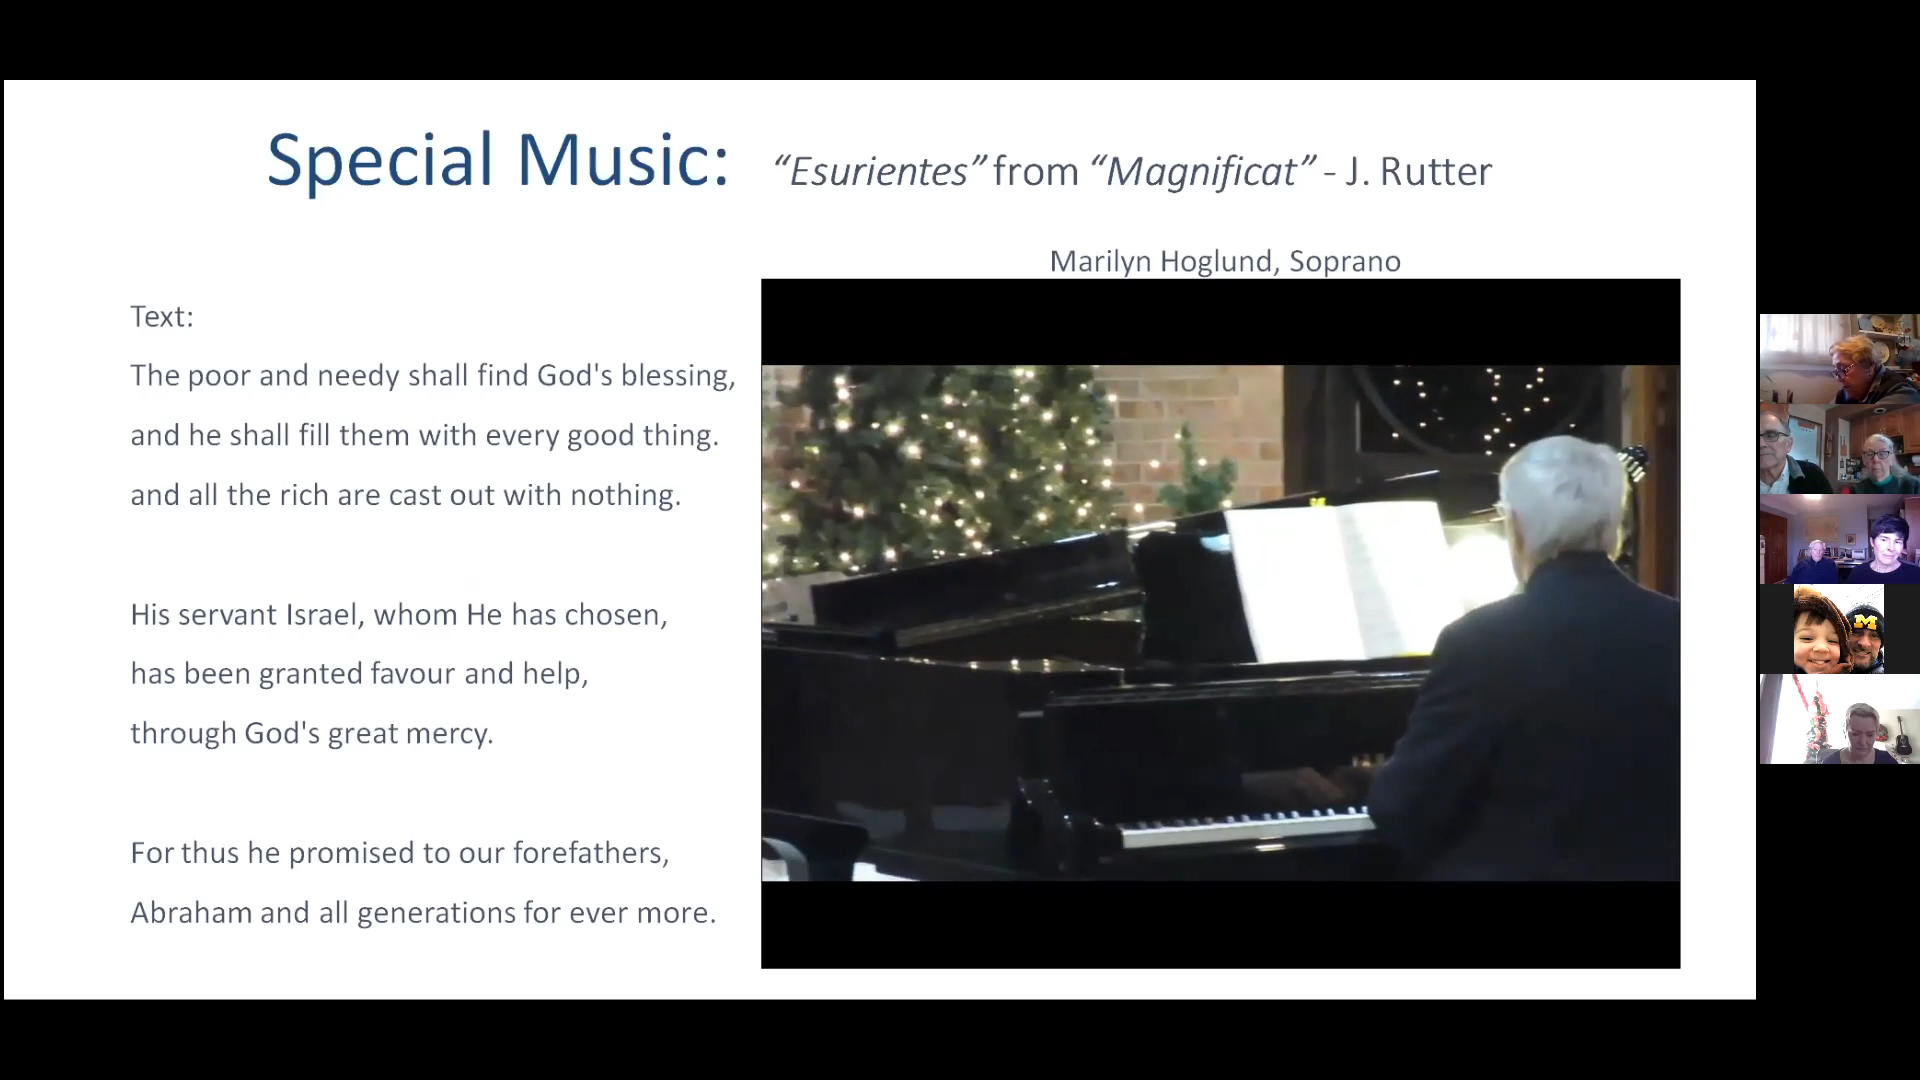 Special Music: “Esurientes” from “Magnificat” - J. Rutter
Marilyn Hoglund, Soprano
Text:
The poor and needy shall find God's blessing,
and he shall fill them with every good thing.
and all the rich are cast out with nothing.
His servant Israel, whom He has chosen,
has been granted favour and help,
through God's great mercy.
For thus he promised to our forefathers,
Abraham and all generations for ever more.
M